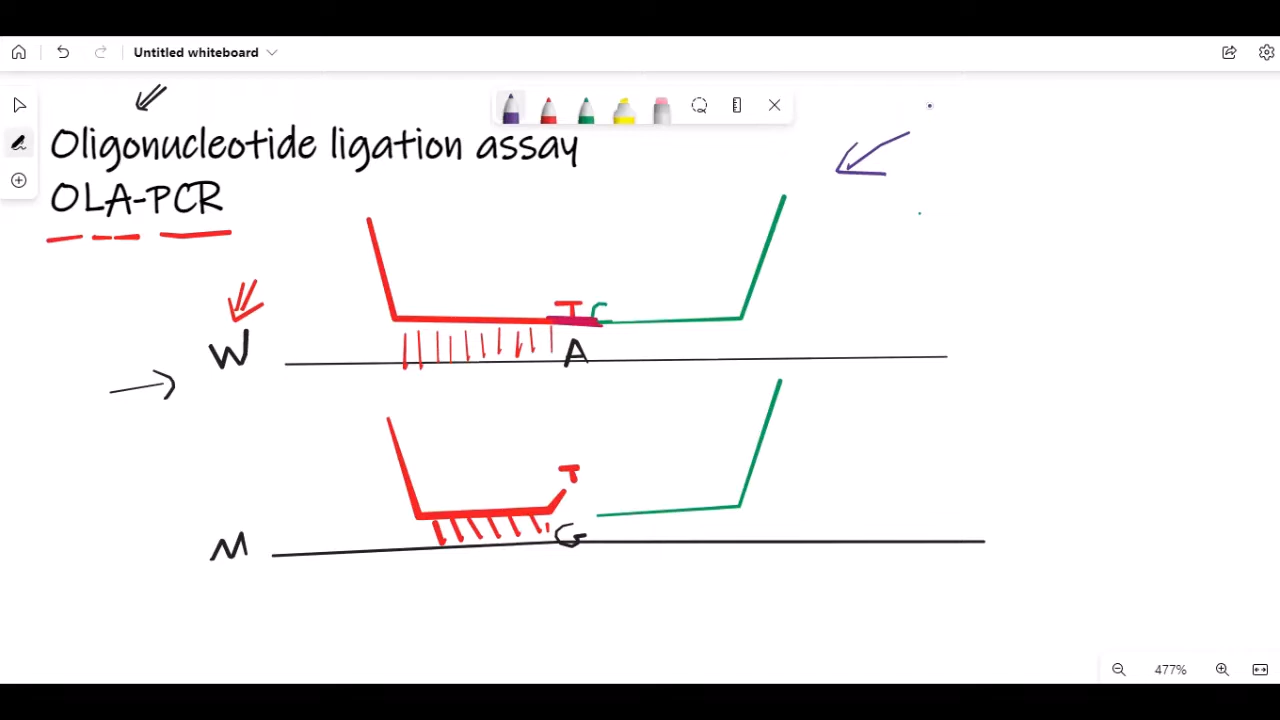 Untitled whiteboard
Oligonucleotide ligation assay
OLA-PCR
T C
W
A
T
M
G
477%